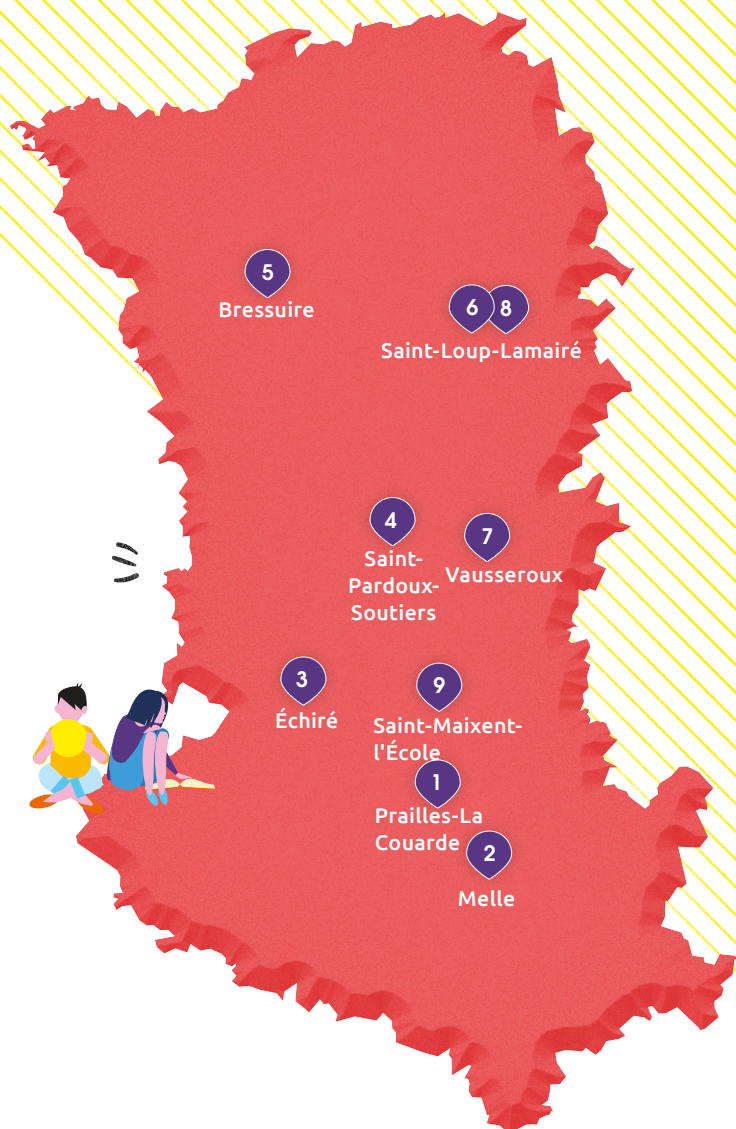 5
Bressuire
6 8
Saint-Loup-Lamairé
4
Saint-
Pardoux-
Soutiers
7
Vausseroux
3
Échiré
9
Saint-Maixent-
l'École
1
Prailles-La
Couarde
2
Melle